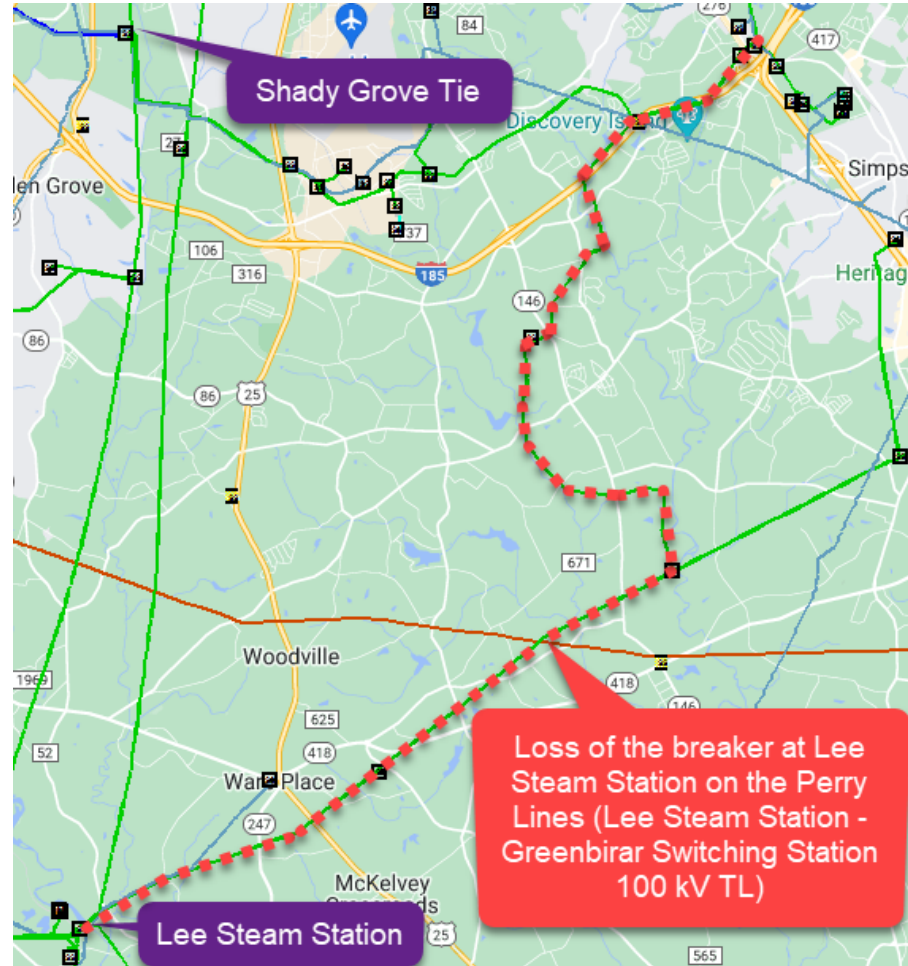 276
84
417
Shady Grove Tie
Discovery Island
27
Simps
len Grove
37
106
316
185
Heritag
146
86
86
25
671
Woodville
1969
418
146
625
52
418
Ware Place
247
Loss of the breaker at Lee
Steam Station on the Perry
Lines (Lee Steam Station -
Greenbirar Switching Station
100 kV TL)
McKelvey
Crossroads
25
Lee Steam Station
565